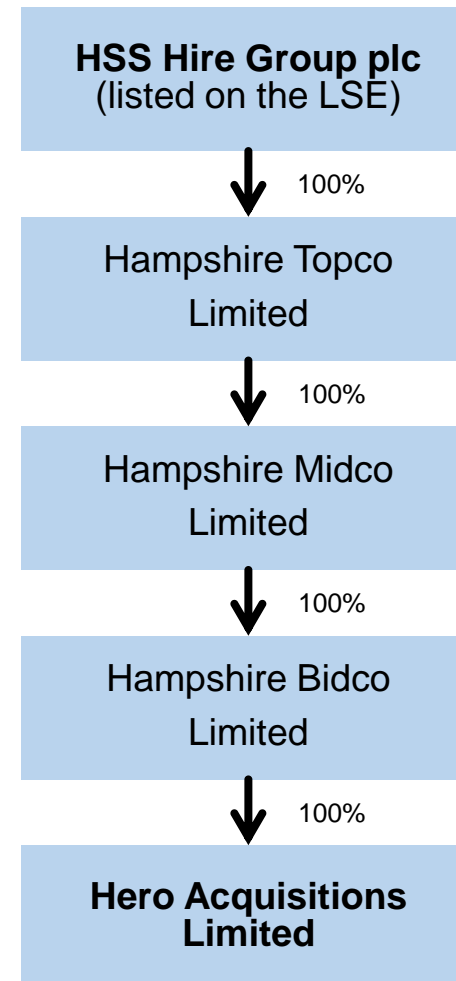 HSS Hire Group plc
(listed on the LSE)
100%
Hampshire Topco
Limited
100%
Hampshire Midco
Limited
100%
Hampshire Bidco
Limited
100%
Hero Acquisitions
Limited